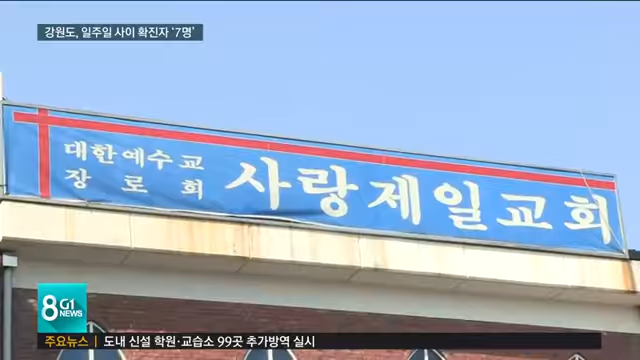 강원도, 일주일 사이 확진자 '7명'
대한예수교
장로회
사랑제일교회
8 G1
NEWS
주요뉴스 도내 신설 학원·교습소 99곳 추가방역 실시